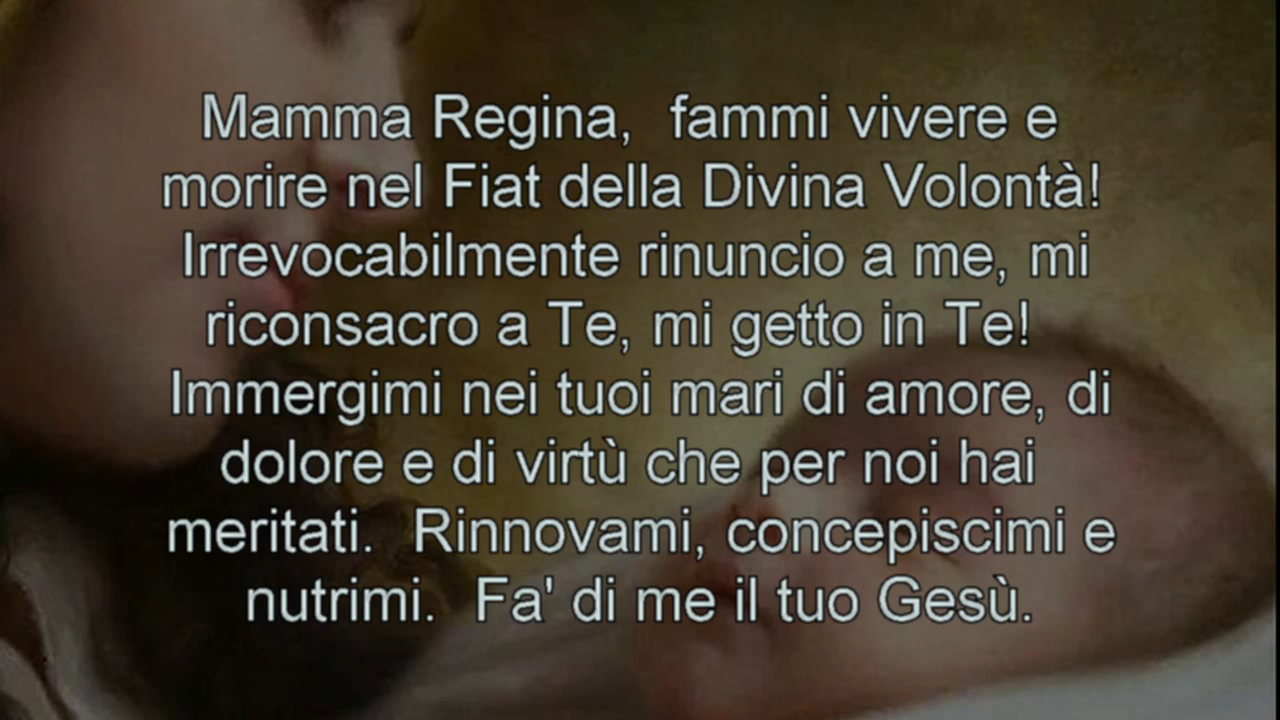 Mamma Regina,  fammi vivere e
morire nel Fiat della Divina Volontà!
Irrevocabilmente rinuncio a me, mi
riconsacro a Te, mi getto in Te!
Immergimi nei tuoi mari di amore, di
dolore e di virtù che per noi hai
meritati.  Rinnovami, concepiscimi e
nutrimi.  Fa' di me il tuo Gesù.